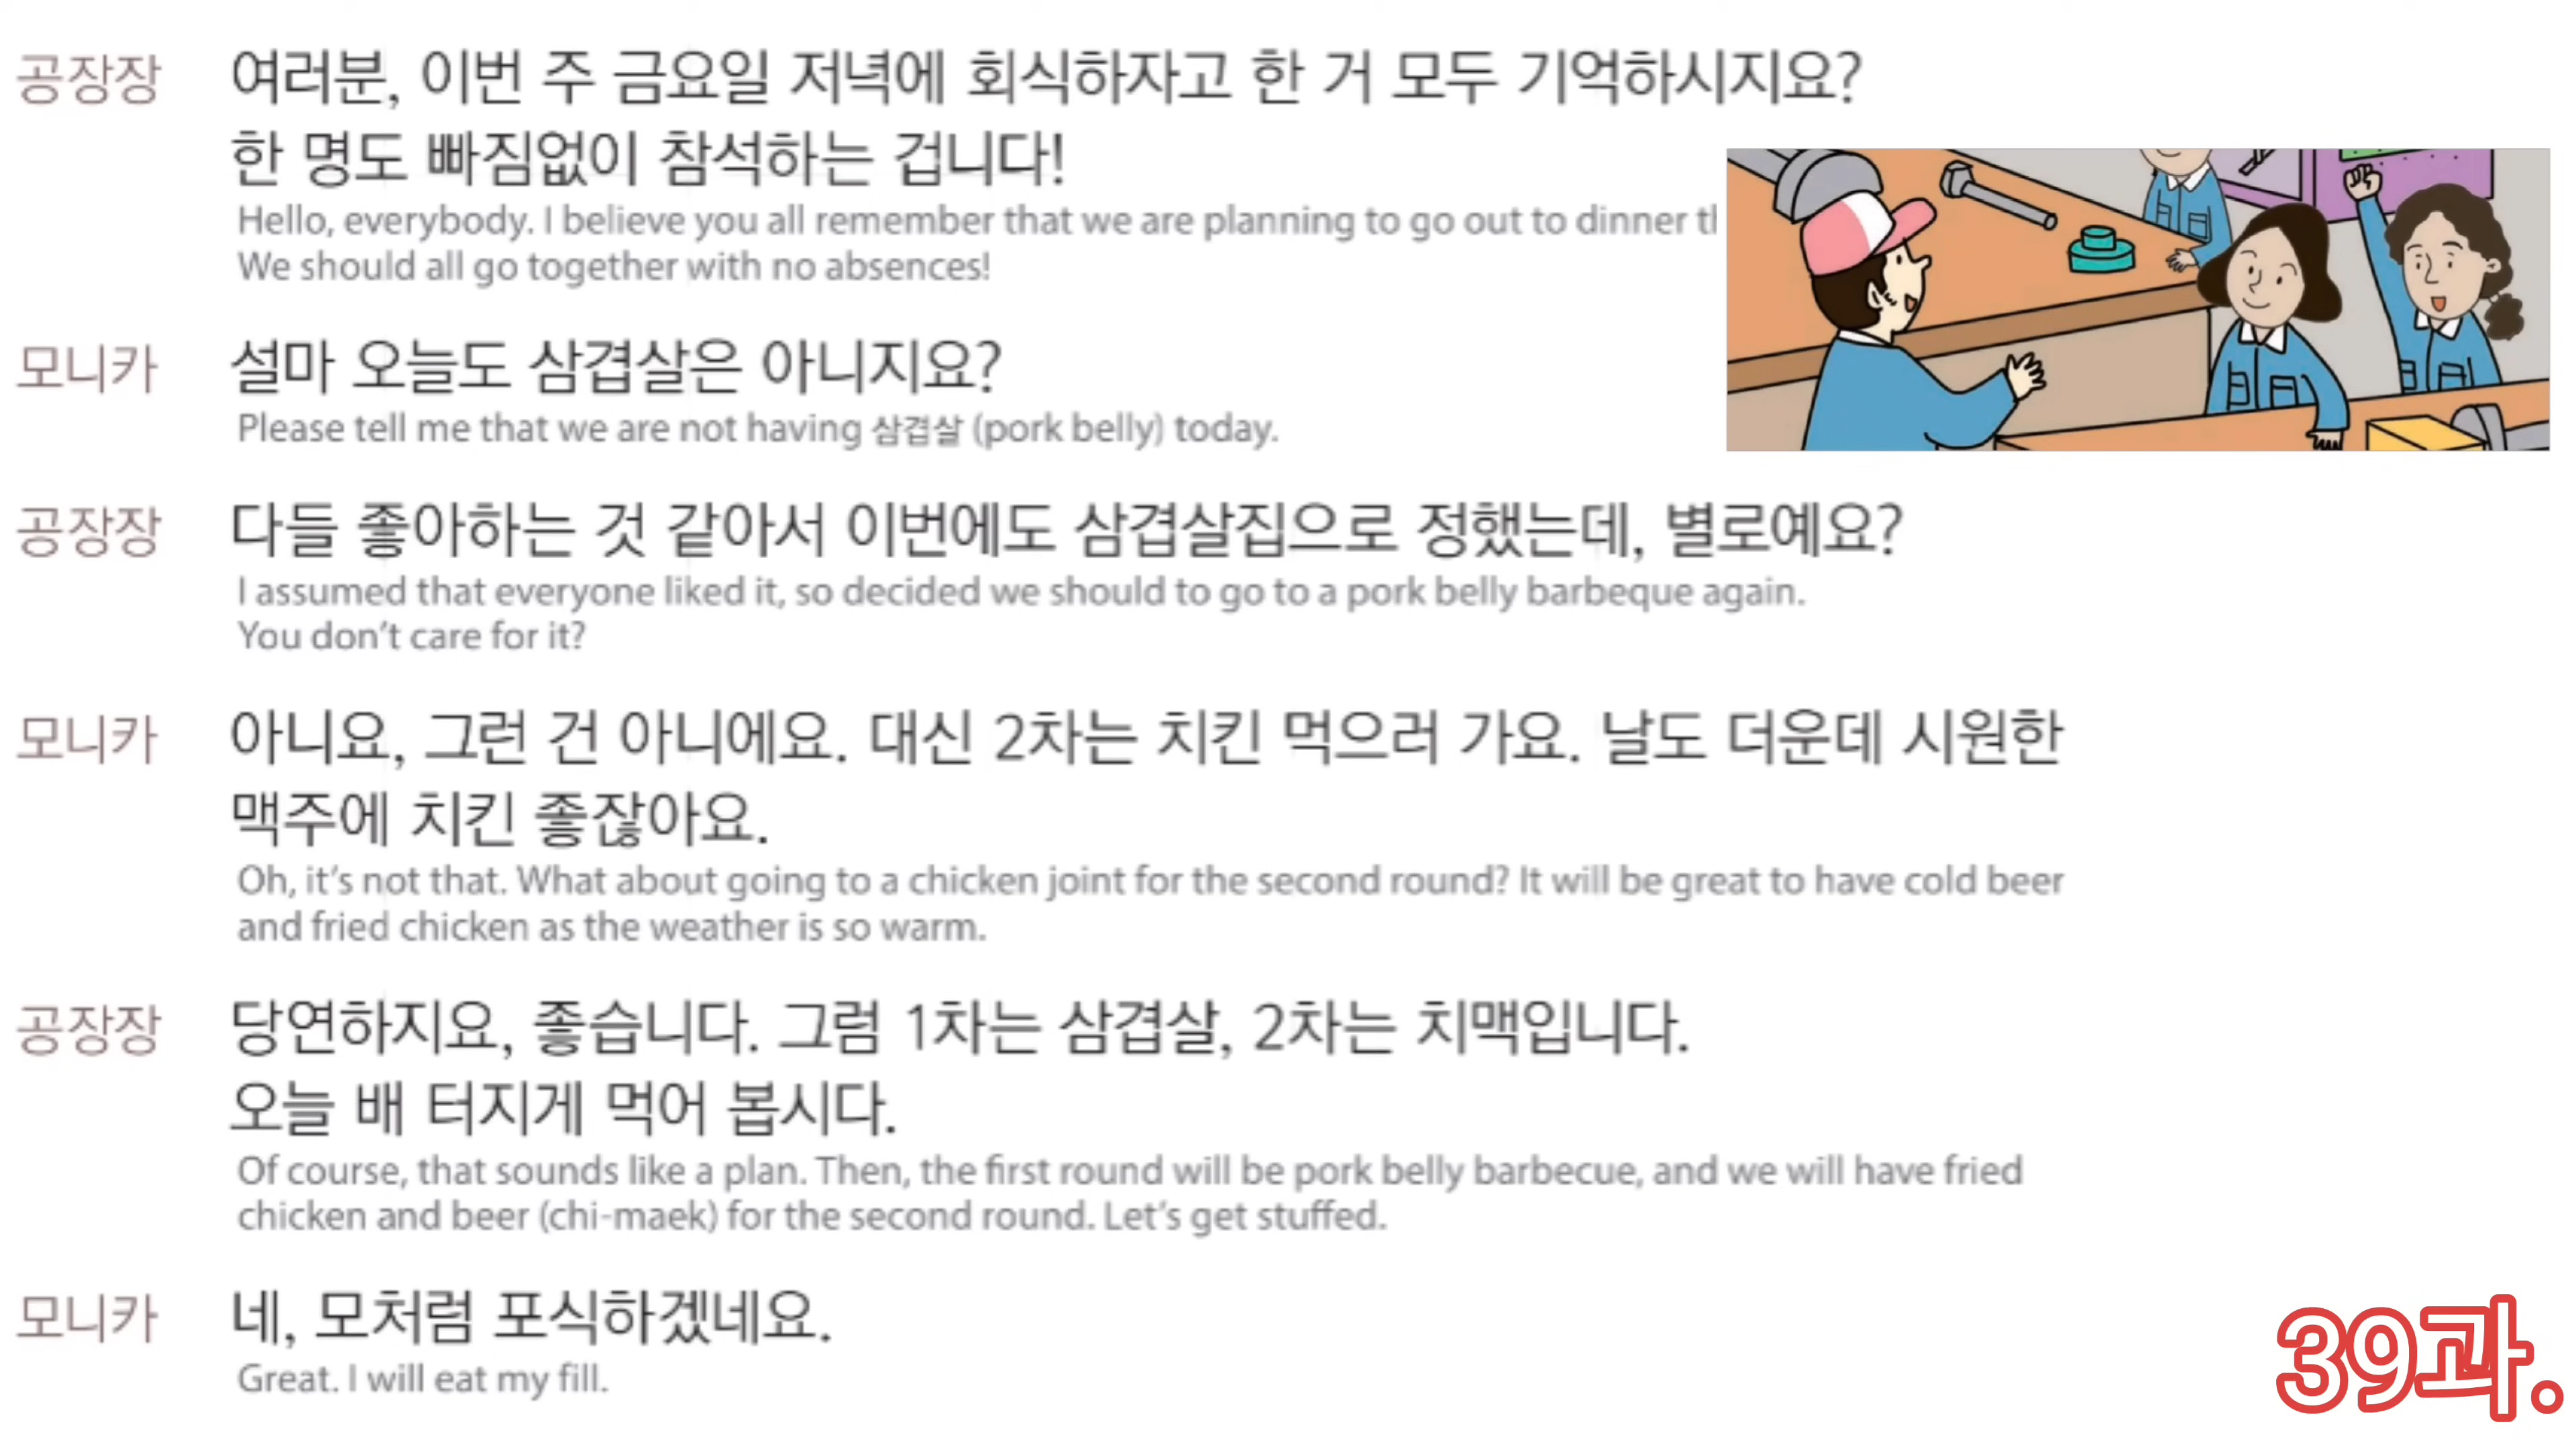 공장장 여러분, 이번 주 금요일 저녁에 회식하자고 한 거 모두 기억하시지요?
한 명도 빠짐없이 참석하는 겁니다!
Hello, everybody. I believe you all remember that we are planning to go out to dinner
We should all go together with no absences!
모니카 설마 오늘도 삼겹살은 아니지요?
Please tell me that we are not having 삼겹살 (pork belly) today.
공장장 다들 좋아하는 것 같아서 이번에도 삼겹살집으로 정했는데, 별로예요?
I assumed that everyone liked it, so decided we should to go to a pork belly barbeque again.
You don't care for it?
모니카 아니요, 그런 건 아니에요. 대신 2차는 치킨 먹으러 가요. 날도 더운데 시원한
맥주에 치킨 좋잖아요.
Oh, it's not that. What about going to a chicken joint for the second round? It will be great to have cold beer
and fried chicken as the weather is so warm.
공장장 당연하지요, 좋습니다. 그럼 1차는 삼겹살, 2차는 치맥입니다.
오늘 배 터지게 먹어 봅시다.
Of course, that sounds like a plan. Then, the first round will be pork belly barbecue, and we will have fried
chicken and beer (chi-maek) for the second round. Let's get stuffed.
모니카 네, 모처럼 포식하겠네요.
Great. I will eat my fill.
39과.